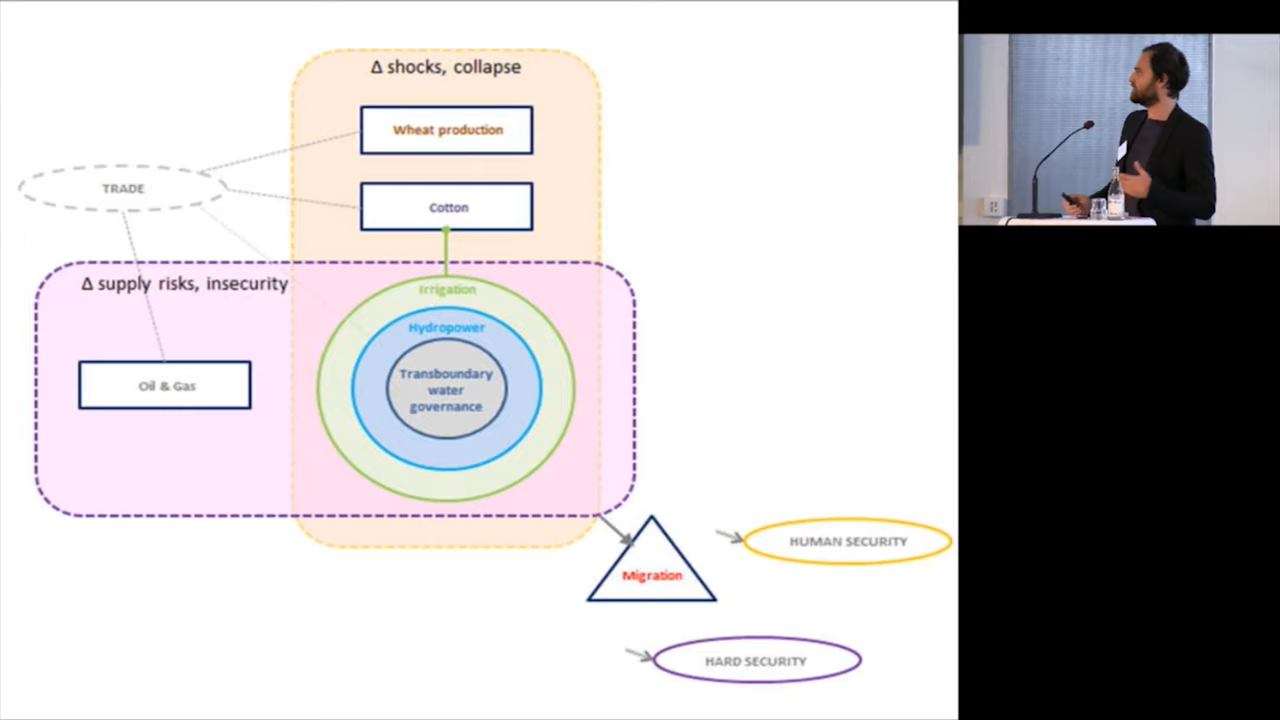 Δ shocks, collapse
Wheat production
TRADE
Cotton
Δ supply risks, insecurity
Irrigation
Hydropower
Transboundary
water
governance
Oil & Gas
HUMAN SECURITY
Migration
HARD SECURITY